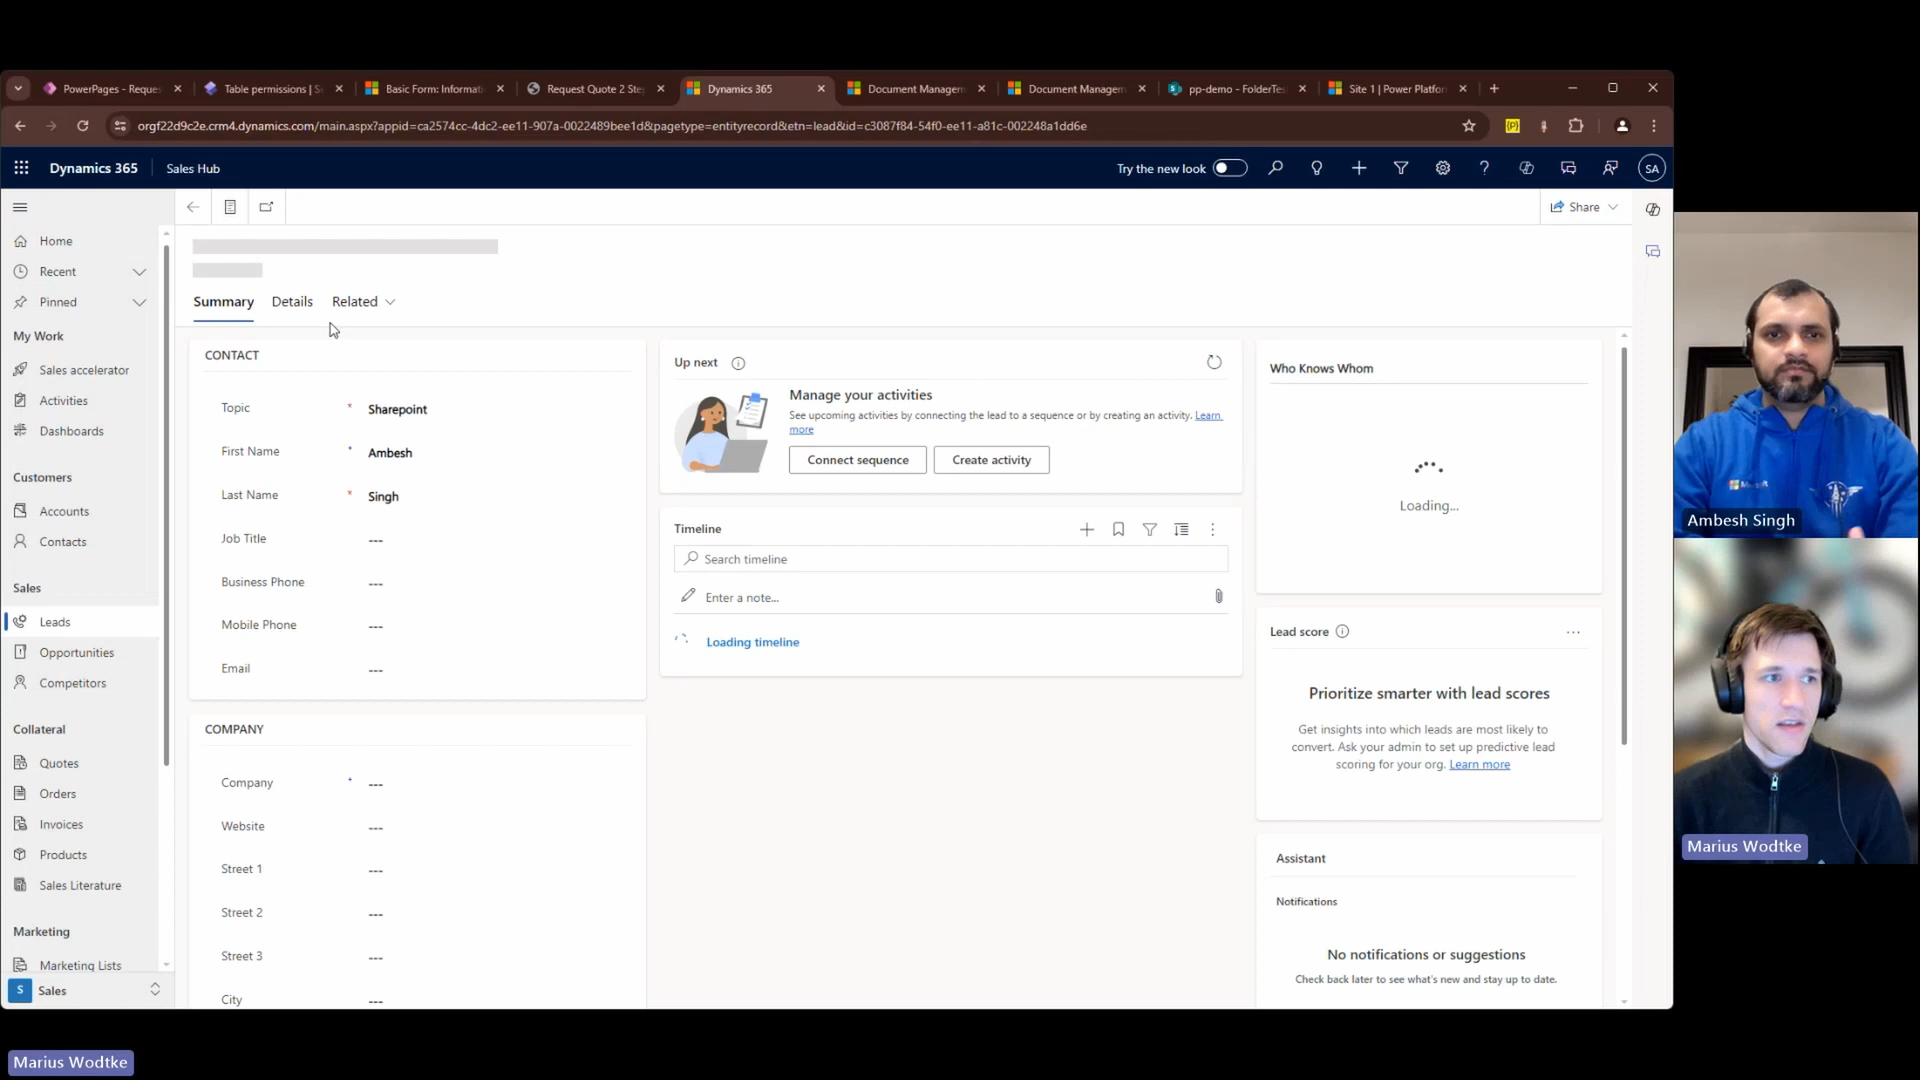 PowerPages - Reques
Table permissions | S
Basic Form: Informati
Request Quote 2 Ste
Dynamics 365
Document Managem
Document Managem
pp-demo - FolderTes
Site 1 | Power Platfor
orgf22d9c2e.crm4.dynamics.com/main.aspx?appid=ca2574cc-4dc2-ee11-907a-0022489bee1d&pagetype=entityrecord&etn=lead&id=c3087f84-54f0-ee11-a81c-002248a1dd6e
Dynamics 365
Sales Hub
Try the new look
SA
Share
Home
Recent
Pinned
My Work
Sales accelerator
Activities
Dashboards
Customers
Accounts
Contacts
Sales
Leads
Opportunities
Competitors
Collateral
Quotes
Orders
Invoices
Products
Sales Literature
Marketing
Marketing Lists
S
Sales
Summary
Details
Related
CONTACT
Topic * Sharepoint
First Name + Ambesh
Last Name * Singh
Job Title ---
Business Phone ---
Mobile Phone ---
Email ---
COMPANY
Company + ---
Website ---
Street 1 ---
Street 2 ---
Street 3 ---
City ---
Up next
Manage your activities
See upcoming activities by connecting the lead to a sequence or by creating an activity. Learn
more
Connect sequence
Create activity
Timeline
Search timeline
Enter a note...
Loading timeline
Who Knows Whom
Loading...
Lead score
Prioritize smarter with lead scores
Get insights into which leads are most likely to
convert. Ask your admin to set up predictive lead
scoring for your org. Learn more
Assistant
Notifications
No notifications or suggestions
Check back later to see what's new and stay up to date.
Ambesh Singh
Marius Wodtke
Marius Wodtke